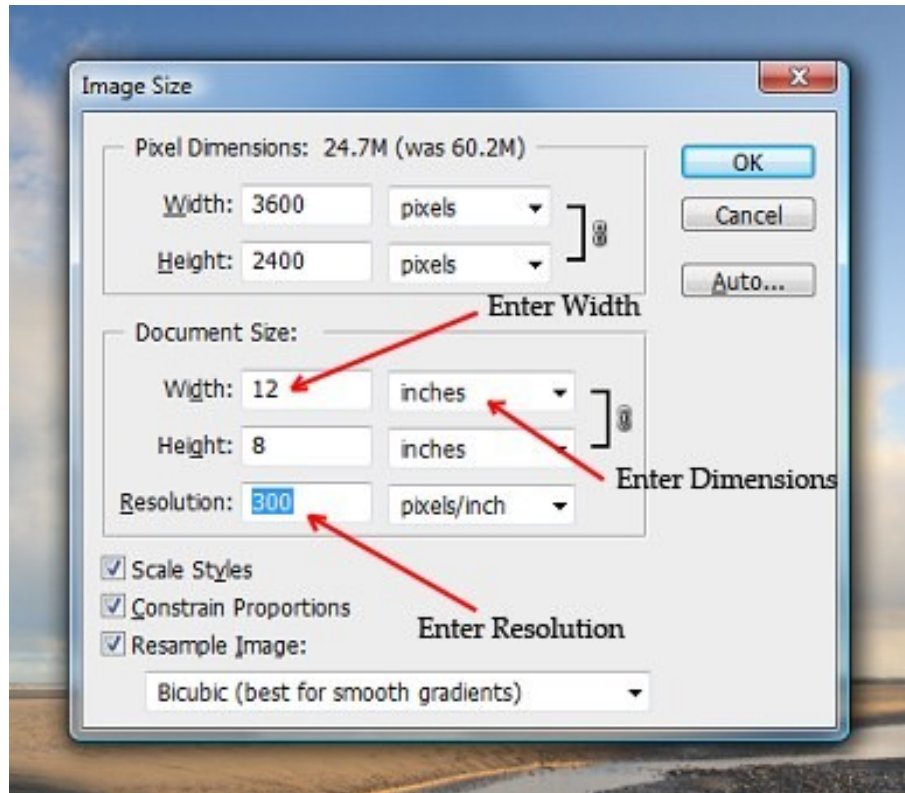 Image Size
Pixel Dimensions: 24.7M (was 60.2M)
OK
Width: 3600 pixels
Cancel
Height: 2400 pixels
Auto...
Enter Width
Document Size:
Width: 12 inches
Height: 8 inches
Enter Dimensions
Resolution: 300 pixels/inch
Scale Styles
Constrain Proportions
Enter Resolution
Resample Image:
Bicubic (best for smooth gradients)